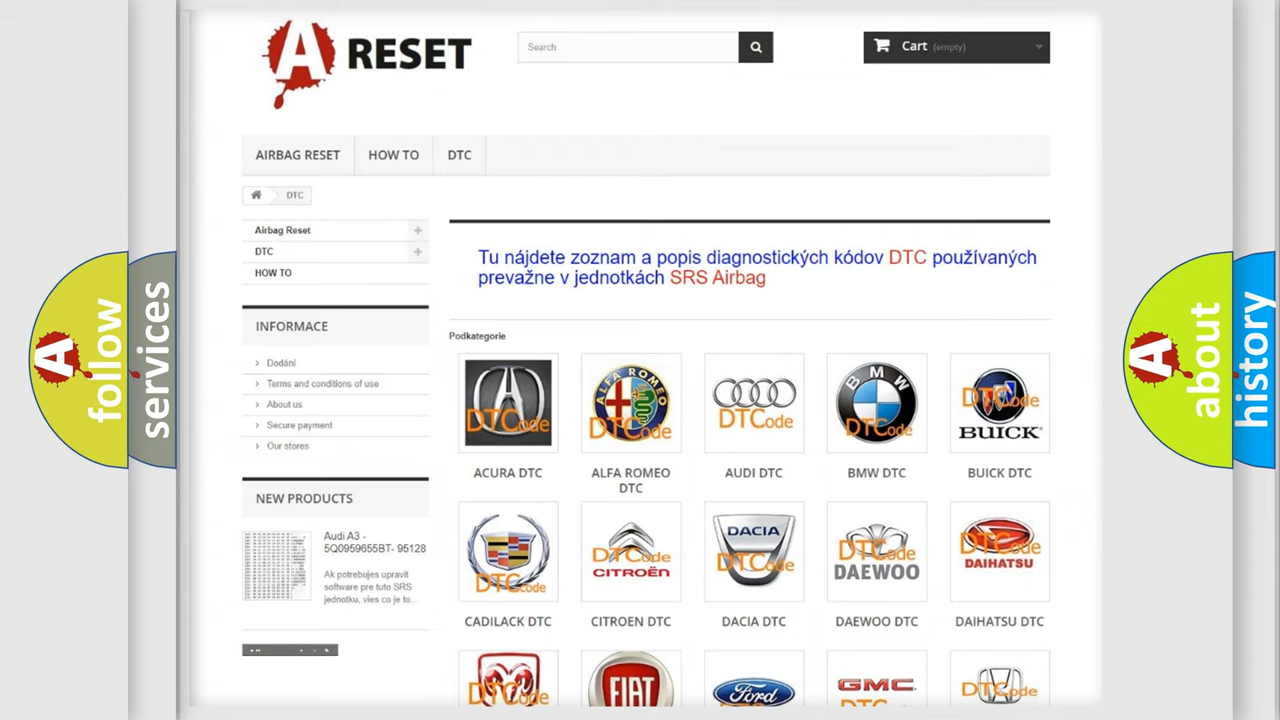 A RESET
Search
Cart (empty)
AIRBAG RESET
HOW TO
DTC
DTC
Airbag Reset
DTC
HOW TO
Tu nájdete zoznam a popis diagnostických kódov DTC používaných
prevažne v jednotkách SRS Airbag
INFORMACE
Dodání
Terms and conditions of use
About us
Secure payment
Our stores
NEW PRODUCTS
Audi A3 -
5Q0959655BT- 95128
Ak potrebujes upravit
software pre tuto SRS
jednotku, vies co je to...
Podkategorie
DTCode
ACURA DTC
ALFA ROMEO
DTCode
ALFA ROMEO
DTC
DTCode
AUDI DTC
BMW
DTCode
BMW DTC
DTCode
BUICK
BUICK DTC
DTCode
CADILACK DTC
DTCode
CITROËN
CITROEN DTC
DACIA
DTCode
DACIA DTC
DTCode
DAEWOO
DAEWOO DTC
DTCode
DAIHATSU
DAIHATSU DTC
DTCode
FIAT
Ford
GMC
DTCode
A
follow
services
A
about
history